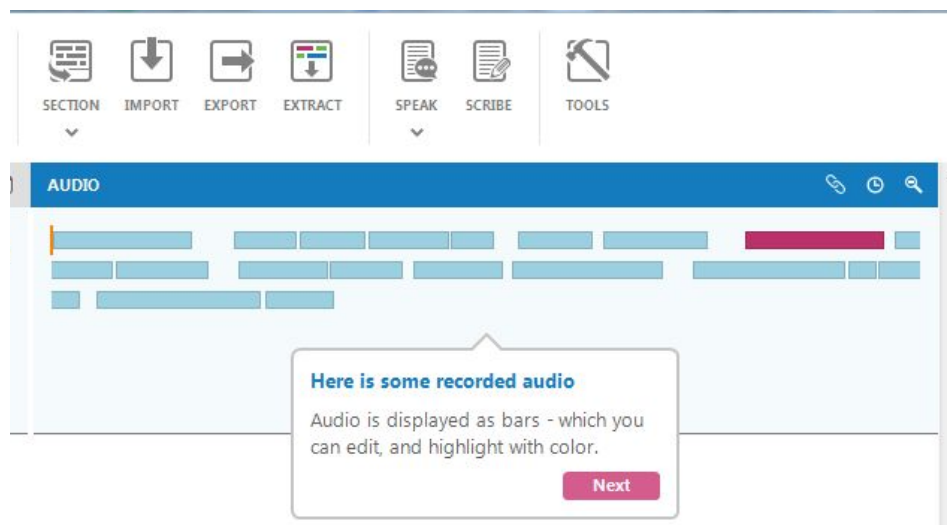 SECTION IMPORT EXPORT EXTRACT SPEAK SCRIBE TOOLS
AUDIO
Here is some recorded audio
Audio is displayed as bars - which you
can edit, and highlight with color.
Next